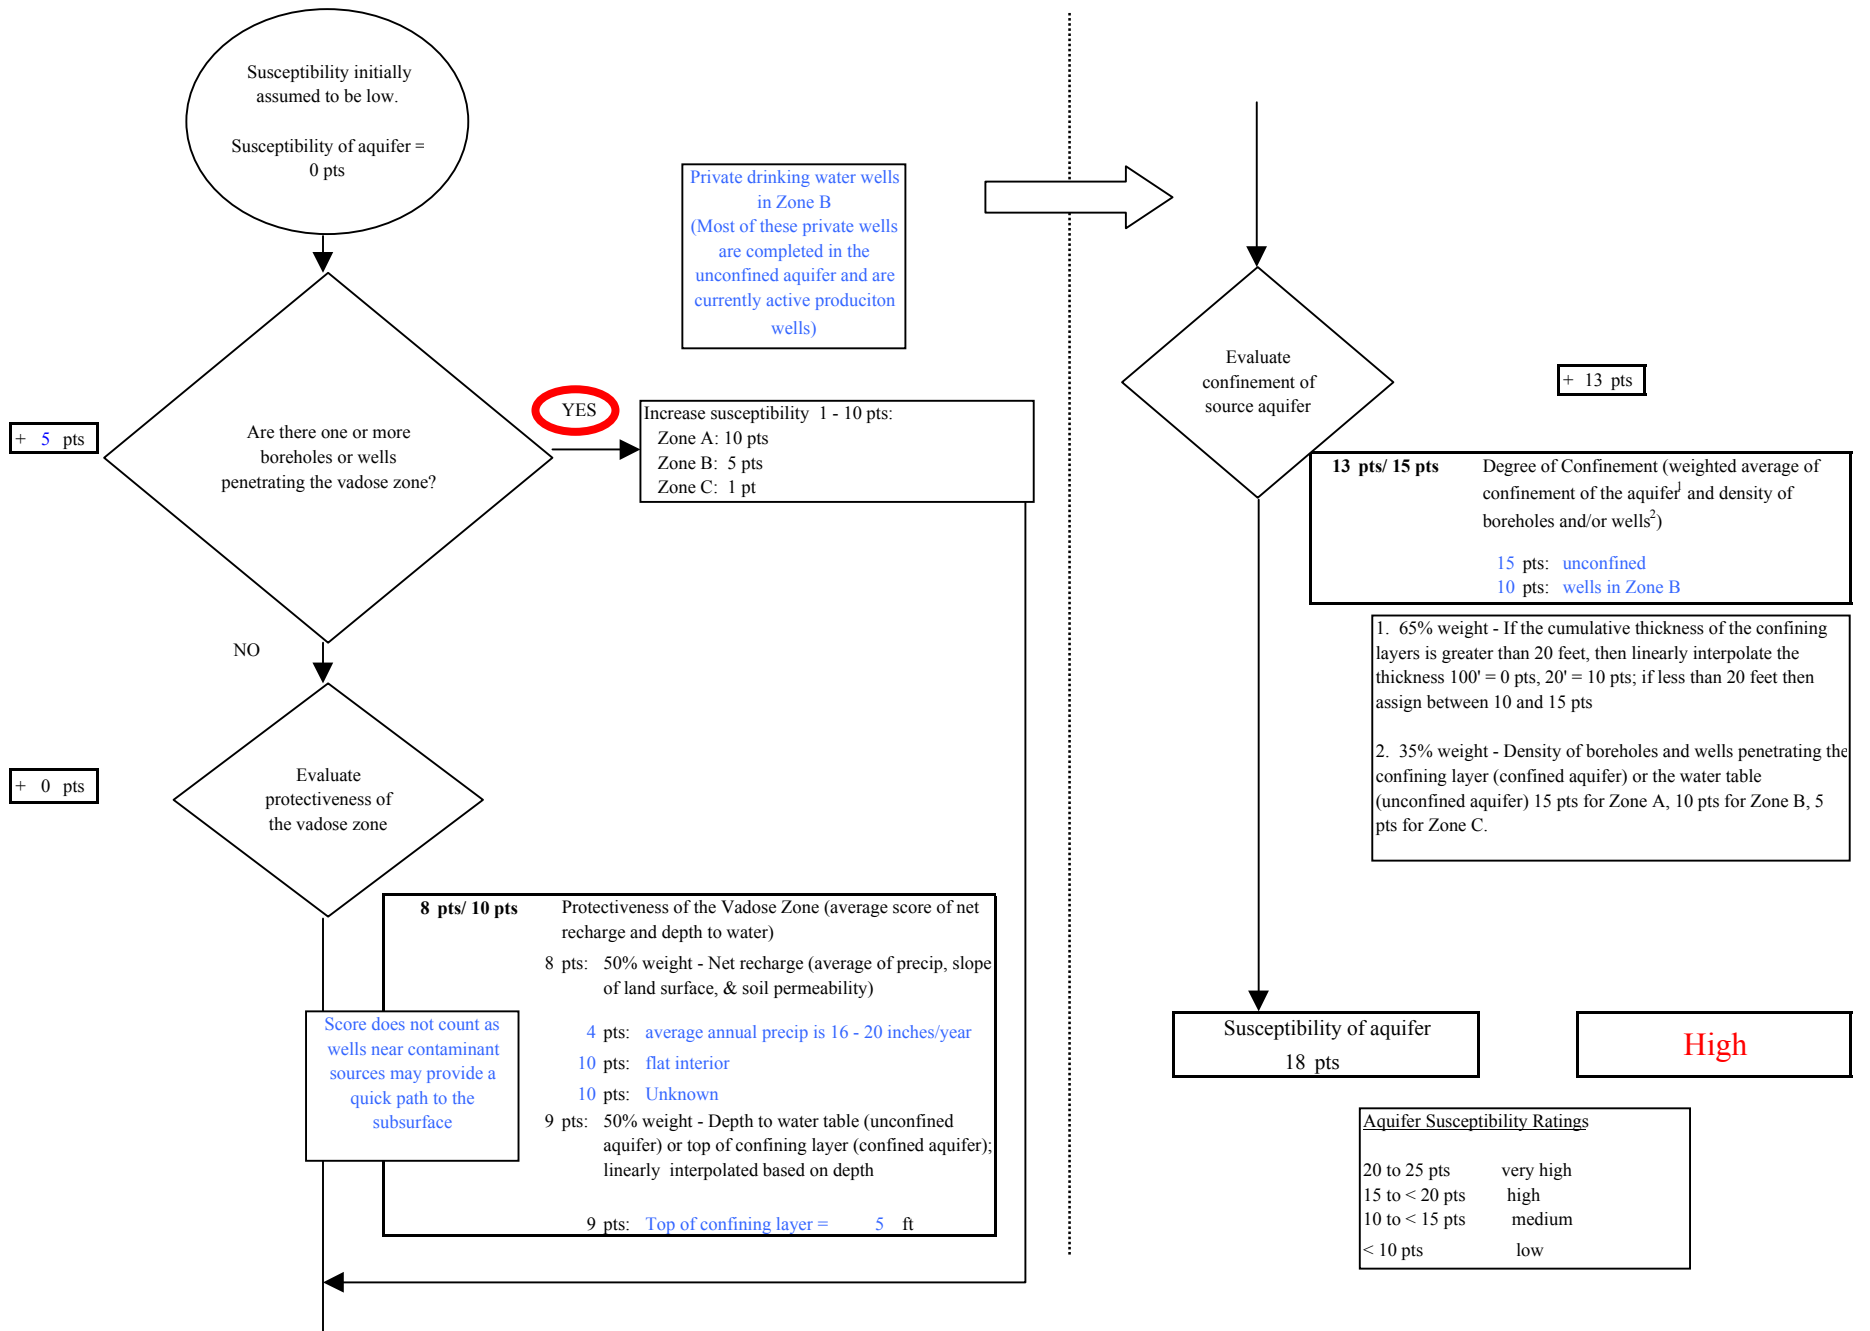 Susceptibility initially
assumed to be low.
Susceptibility of aquifer =
0 pts
Private drinking water wells
in Zone B
(Most of these private wells
are completed in the
unconfined aquifer and are
currently active produciton
wells)
+ 5 pts
Are there one or more
boreholes or wells
penetrating the vadose zone?
YES
Increase susceptibility 1 - 10 pts:
Zone A: 10 pts
Zone B: 5 pts
Zone C: 1 pt
NO
+ 0 pts
Evaluate
protectiveness of
the vadose zone
8 pts/ 10 pts
Protectiveness of the Vadose Zone (average score of net
recharge and depth to water)
8 pts: 50% weight - Net recharge (average of precip, slope
of land surface, & soil permeability)
4 pts: average annual precip is 16 - 20 inches/year
10 pts: flat interior
10 pts: Unknown
9 pts: 50% weight - Depth to water table (unconfined
aquifer) or top of confining layer (confined aquifer);
linearly interpolated based on depth
9 pts: Top of confining layer = 5 ft
Score does not count as
wells near contaminant
sources may provide a
quick path to the
subsurface
Evaluate
confinement of
source aquifer
+ 13 pts
13 pts/ 15 pts
Degree of Confinement (weighted average of
confinement of the aquifer1 and density of
boreholes and/or wells2)
15 pts: unconfined
10 pts: wells in Zone B
1. 65% weight - If the cumulative thickness of the confining
layers is greater than 20 feet, then linearly interpolate the
thickness 100' = 0 pts, 20' = 10 pts; if less than 20 feet then
assign between 10 and 15 pts
2. 35% weight - Density of boreholes and wells penetrating the
confining layer (confined aquifer) or the water table
(unconfined aquifer) 15 pts for Zone A, 10 pts for Zone B, 5
pts for Zone C.
Susceptibility of aquifer
18 pts
High
Aquifer Susceptibility Ratings
20 to 25 pts very high
15 to < 20 pts high
10 to < 15 pts medium
< 10 pts low